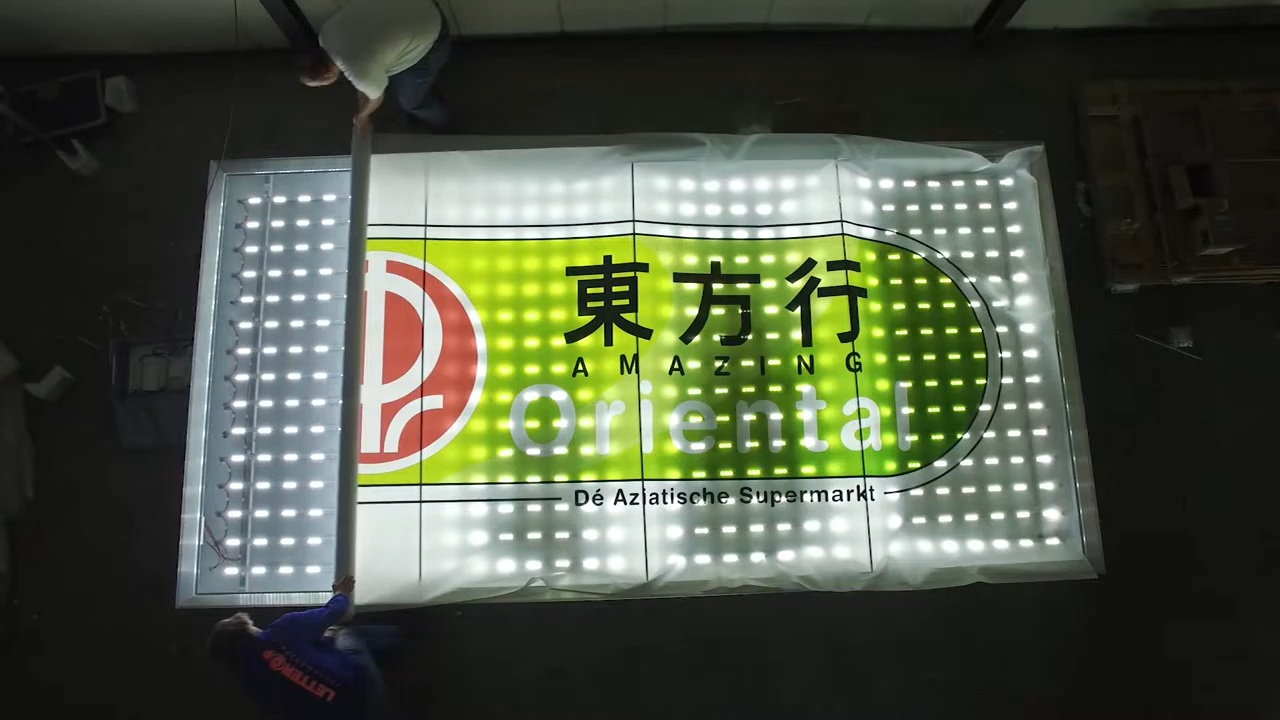 東方行
AMAZING
Oriental
Dé Aziatische Supermarkt